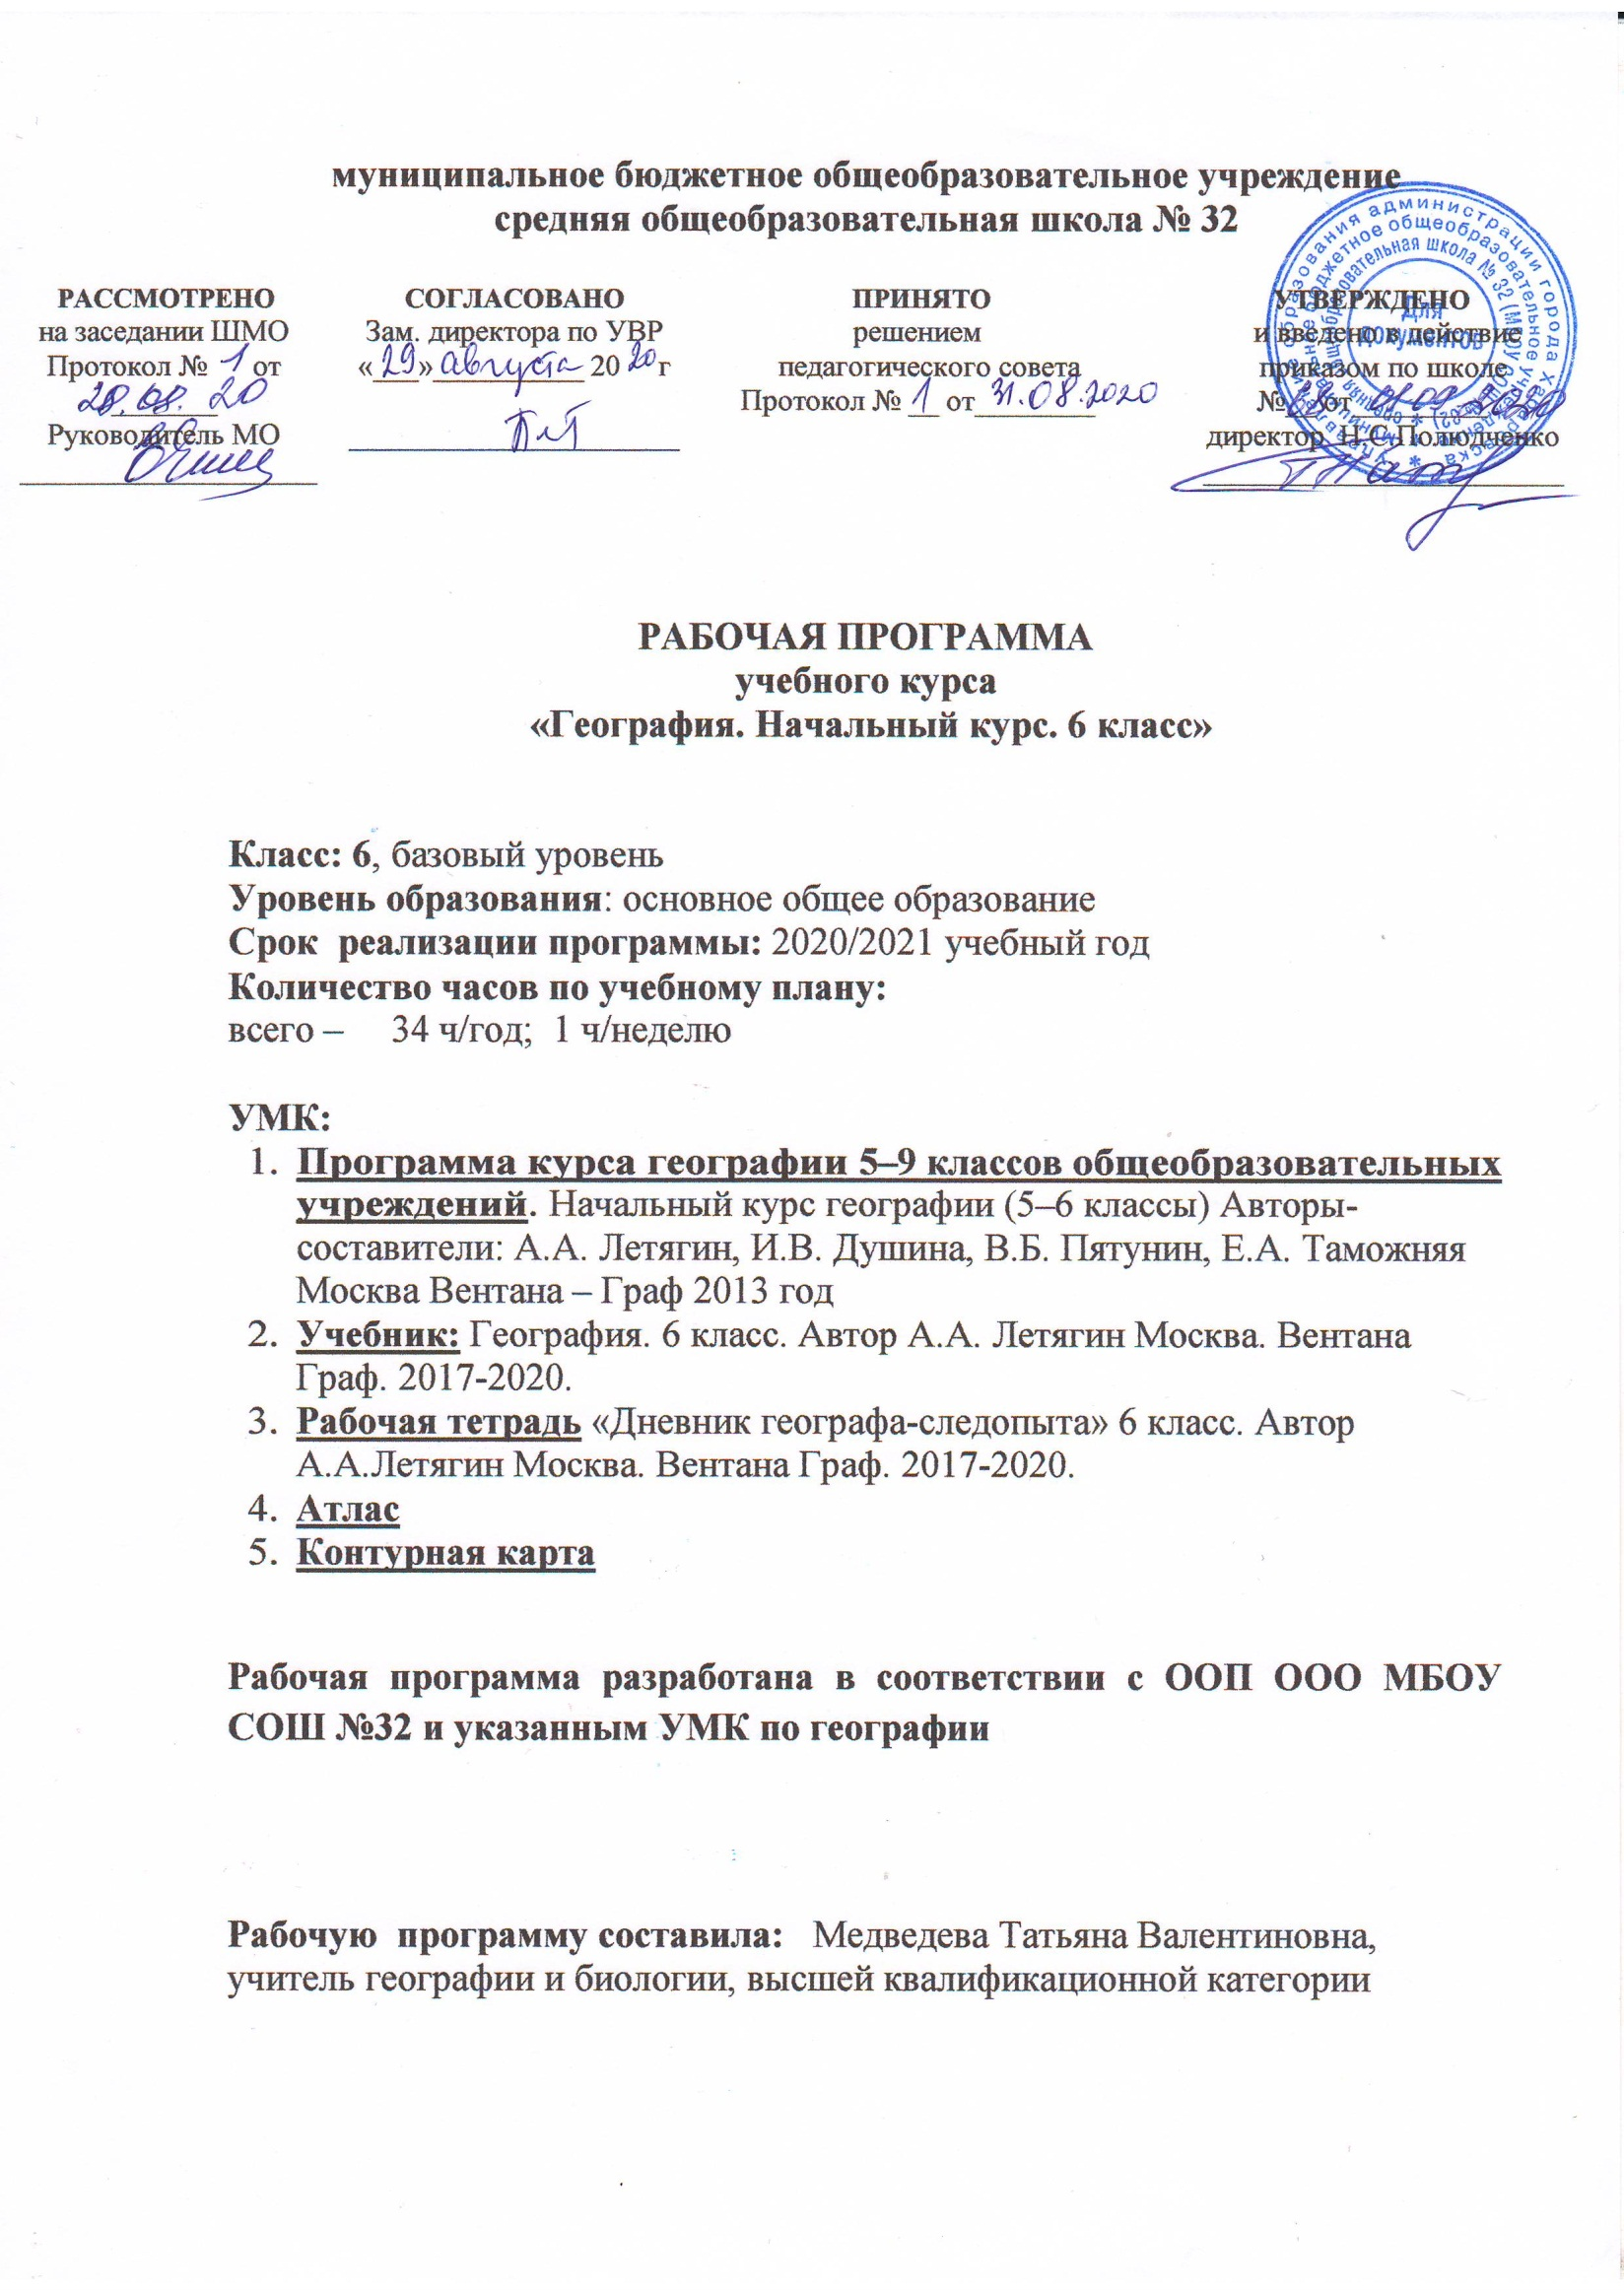 муниципальное бюджетное общеобразовательное учреждение
средняя общеобразовательная школа № 32
РАССМОТРЕНО
на заседании ШМО
Протокол № 1 от
28.08. 20
Руководитель МО
СОГЛАСОВАНО
Зам. директора по УВР
«29» августа 20 20 г
ПРИНЯТО
решением
педагогического совета
Протокол № 1 от 31.08.2020
УТВЕРЖДЕНО
и введено в действие
приказом по школе
№ от 01.09.2020
директор Н.С.Полюдченко
Для
документов
РАБОЧАЯ ПРОГРАММА
учебного курса
«География. Начальный курс. 6 класс»
Класс: 6, базовый уровень
Уровень образования: основное общее образование
Срок реализации программы: 2020/2021 учебный год
Количество часов по учебному плану:
всего – 34 ч/год; 1 ч/неделю
УМК:
1. Программа курса географии 5–9 классов общеобразовательных
учреждений. Начальный курс географии (5–6 классы) Авторы-
составители: А.А. Летягин, И.В. Душина, В.Б. Пятунин, Е.А. Таможняя
Москва Вентана – Граф 2013 год
2. Учебник: География. 6 класс. Автор А.А. Летягин Москва. Вентана
Граф. 2017-2020.
3. Рабочая тетрадь «Дневник географа-следопыта» 6 класс. Автор
А.А.Летягин Москва. Вентана Граф. 2017-2020.
4. Атлас
5. Контурная карта
Рабочая программа разработана в соответствии с ООП ООО МБОУ
СОШ №32 и указанным УМК по географии
Рабочую программу составила: Медведева Татьяна Валентиновна,
учитель географии и биологии, высшей квалификационной категории